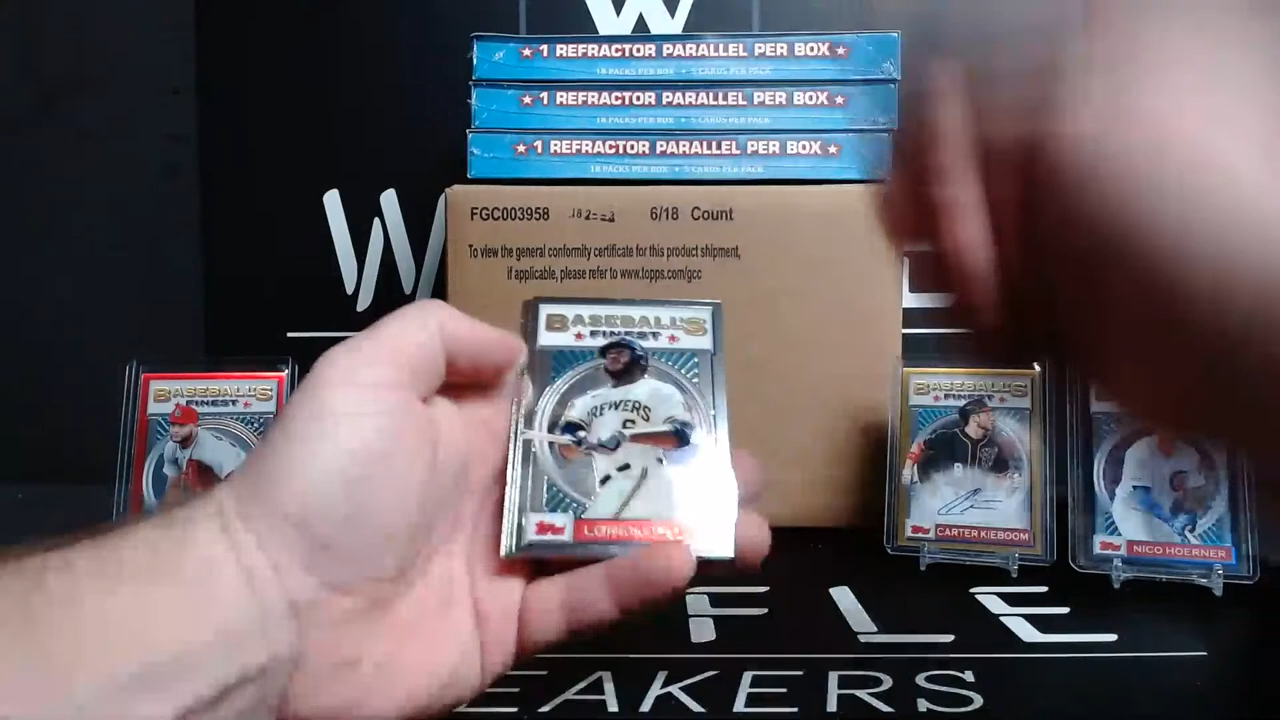 W
★ 1 REFRACTOR PARALLEL PER BOX ★
18 PACKS PER BOX • 5 CARDS PER PACK
★ 1 REFRACTOR PARALLEL PER BOX ★
18 PACKS PER BOX • 5 CARDS PER PACK
★ 1 REFRACTOR PARALLEL PER BOX ★
18 PACKS PER BOX • 5 CARDS PER PACK
FGC003958 6/18 Count
To view the general conformity certificate for this product shipment,
if applicable, please refer to www.topps.com/gcc
W
BASEBALL'S
FINEST
BREWERS
6
topps
BASEBALL'S
FINEST
BASEBALL'S
FINEST
topps CARTER KIEBOOM
topps NICO HOERNER
FLE
EAKERS